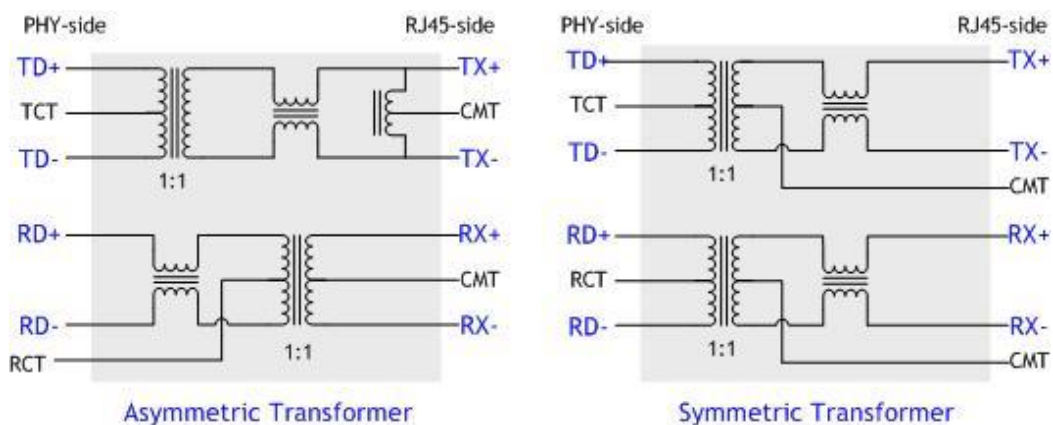 PHY-side RJ45-side
TD+ TX+
TCT CMT
TD- TX-
1:1
RD+ RX+
CMT
RD- RX-
RCT
1:1
Asymmetric Transformer
PHY-side RJ45-side
TD+ TX+
TCT
TD- TX-
1:1
CMT
RD+ RX+
RCT
RD- RX-
1:1
CMT
Symmetric Transformer